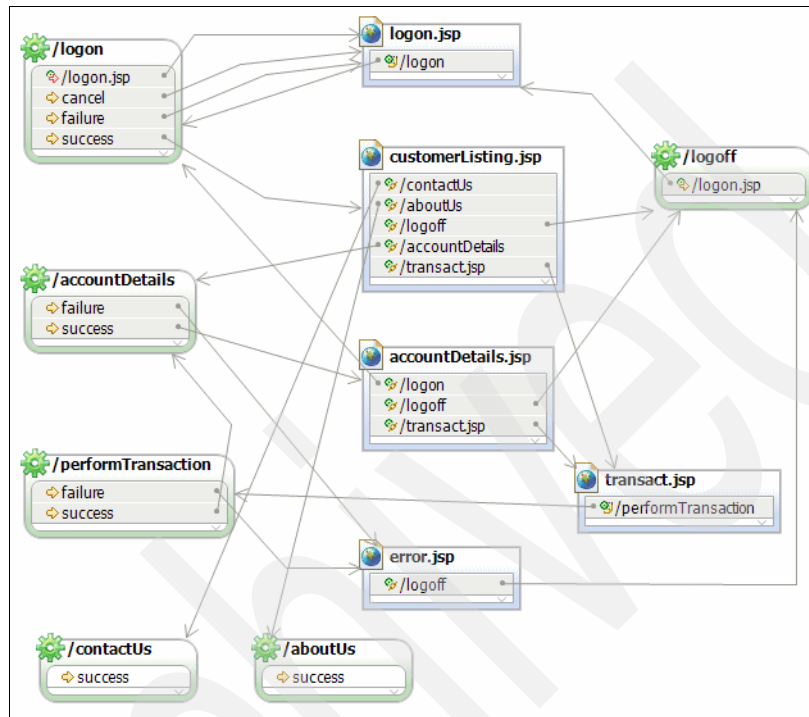 /logon
/logon.jsp
cancel
failure
success
logon.jsp
/logon
customerListing.jsp
/contactUs
/aboutUs
/logoff
/accountDetails
/transact.jsp
/logoff
/logon.jsp
/accountDetails
failure
success
accountDetails.jsp
/logon
/logoff
/transact.jsp
/performTransaction
failure
success
transact.jsp
/performTransaction
error.jsp
/logoff
/contactUs
success
/aboutUs
success